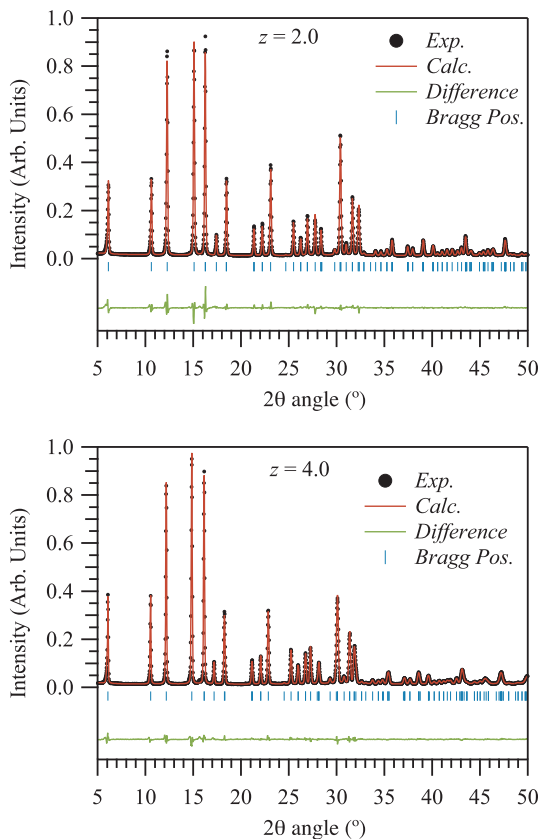 z = 2.0
Exp.
Calc.
Difference
Bragg Pos.
Intensity (Arb. Units)
1.0
0.8
0.6
0.4
0.2
0.0
5 10 15 20 25 30 35 40 45 50
2θ angle (º)
z = 4.0
Exp.
Calc.
Difference
Bragg Pos.
Intensity (Arb. Units)
1.0
0.8
0.6
0.4
0.2
0.0
5 10 15 20 25 30 35 40 45 50
2θ angle (º)